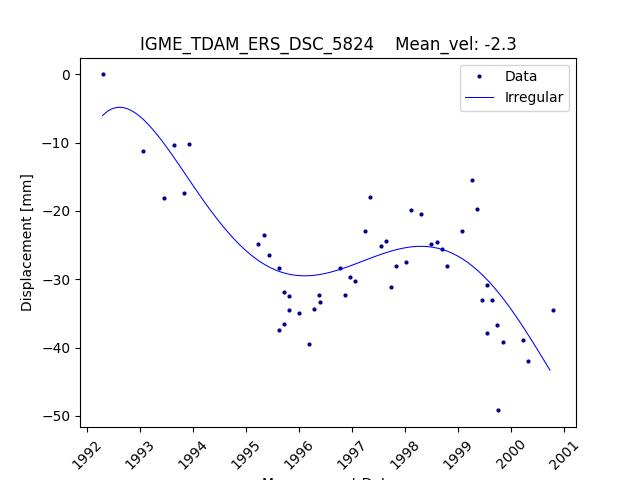 IGME_TDAM_ERS_DSC_5824    Mean_vel: -2.3
Data
Irregular
0
−10
−20
−30
−40
−50
Displacement [mm]
1992 1993 1994 1995 1996 1997 1998 1999 2000 2001